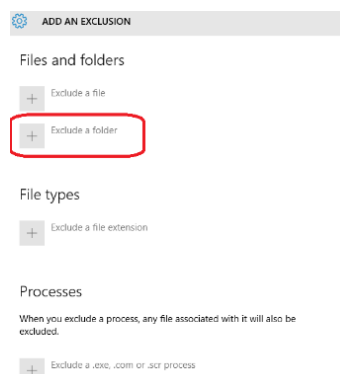 ADD AN EXCLUSION
Files and folders
Exclude a file
Exclude a folder
File types
Exclude a file extension
Processes
When you exclude a process, any file associated with it will also be
excluded.
Exclude a .exe, .com or .scr process